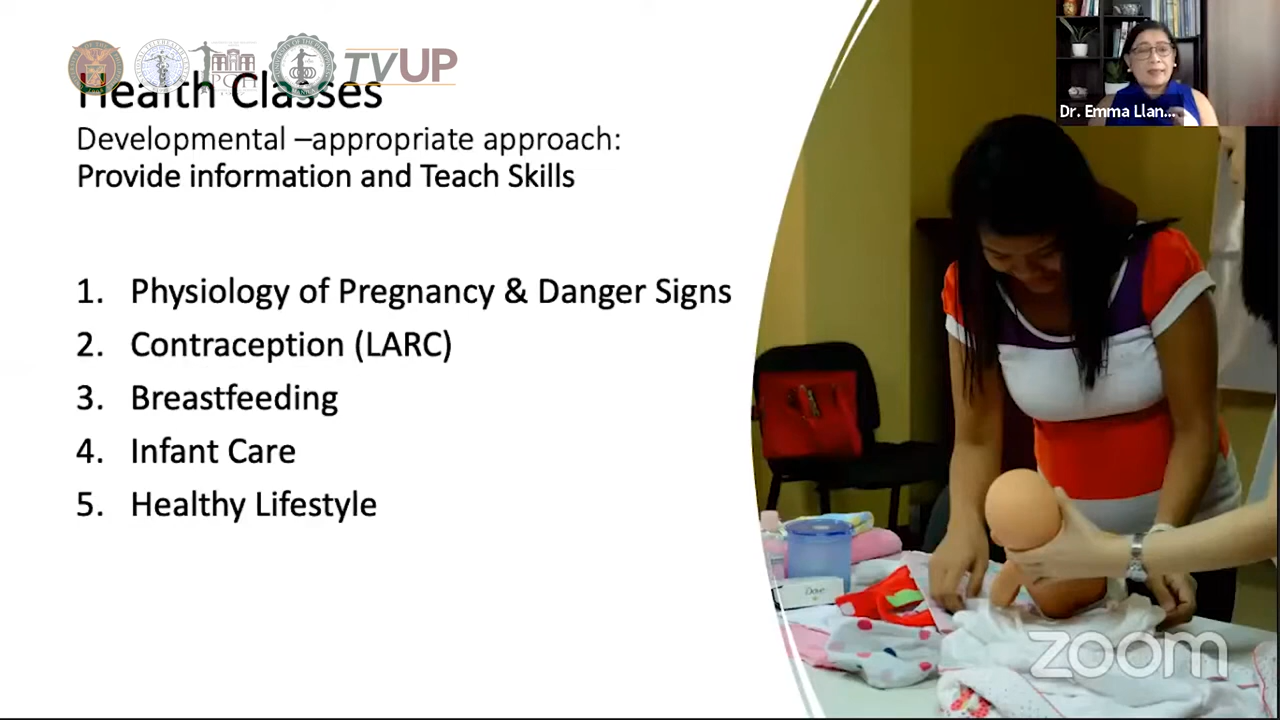 TVUP
Health Classes
Dr. Emma Llan...
Developmental –appropriate approach:
Provide information and Teach Skills
1. Physiology of Pregnancy & Danger Signs
2. Contraception (LARC)
3. Breastfeeding
4. Infant Care
5. Healthy Lifestyle
Dove
zoom